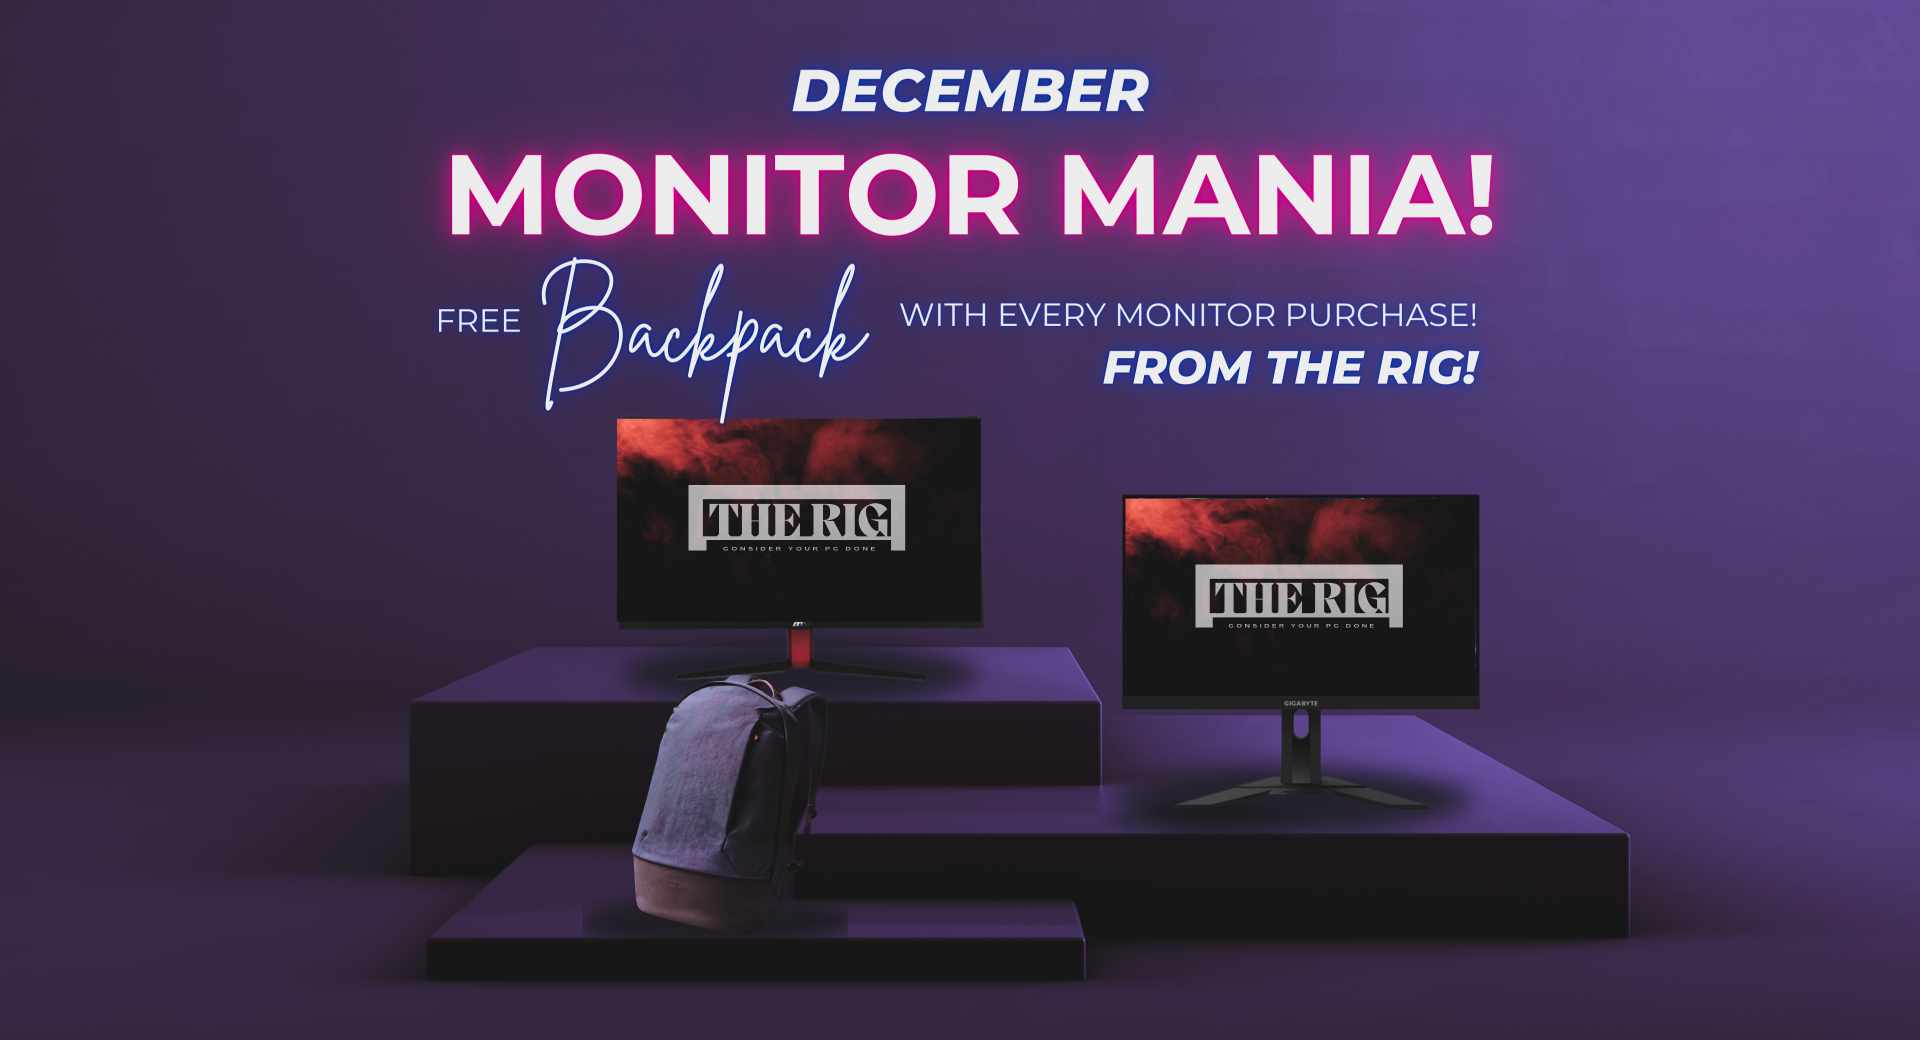 DECEMBER
MONITOR MANIA!
FREE Backpack WITH EVERY MONITOR PURCHASE!
FROM THE RIG!
THE RIG
CONSIDER YOUR PC DONE
THE RIG
CONSIDER YOUR PC DONE
GIGABYTE